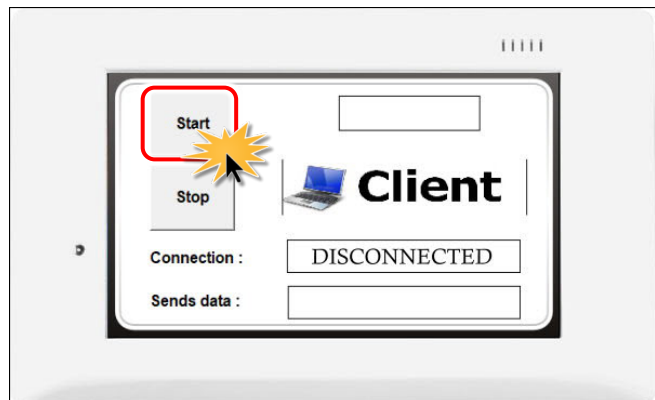 Start
Stop
Client
Connection :
DISCONNECTED
Sends data :